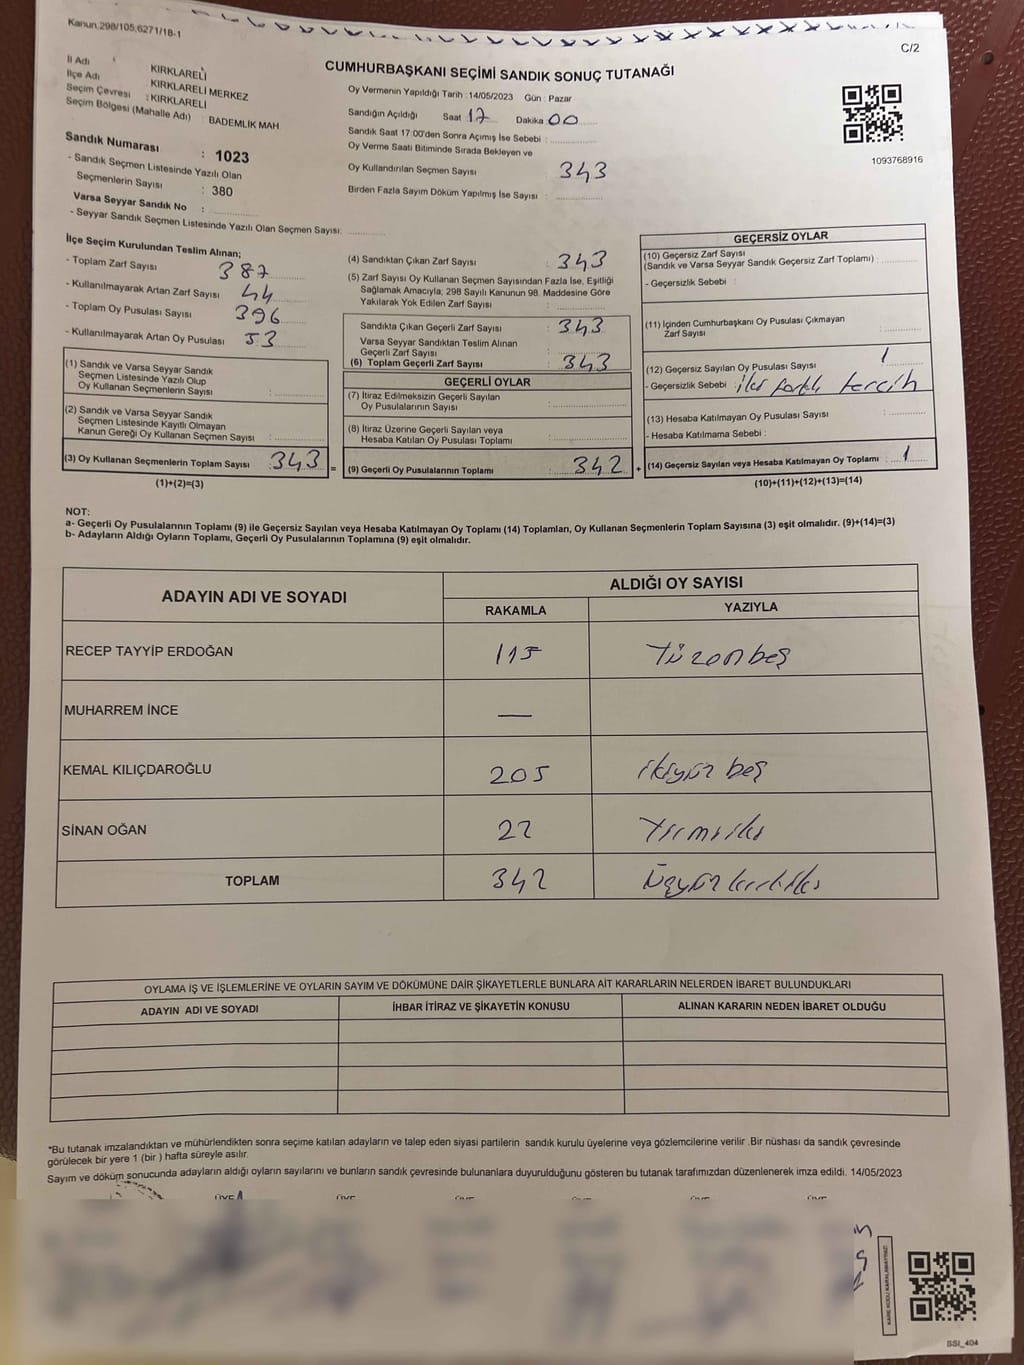 Kanun.298/105,6271/18-1
C/2
İl Adı KIRKLARELİ
İlçe Adı KIRKLARELİ MERKEZ
Seçim Çevresi : KIRKLARELİ
Seçim Bölgesi (Mahalle Adı) : BADEMLİK MAH
Sandık Numarası : 1023
- Sandık Seçmen Listesinde Yazılı Olan
Seçmenlerin Sayısı : 380
Varsa Seyyar Sandık No :
- Seyyar Sandık Seçmen Listesinde Yazılı Olan Seçmen Sayısı:
CUMHURBAŞKANI SEÇİMİ SANDIK SONUÇ TUTANAĞI
Oy Vermenin Yapıldığı Tarih : 14/05/2023 Gün : Pazar
Sandığın Açıldığı Saat 17 Dakika 00
Sandık Saat 17.00'den Sonra Açımış İse Sebebi :
Oy Verme Saati Bitiminde Sırada Bekleyen ve
Oy Kullandırılan Seçmen Sayısı : 343
Birden Fazla Sayım Döküm Yapılmış İse Sayısı :
1093768916
İlçe Seçim Kurulundan Teslim Alınan;
- Toplam Zarf Sayısı 387
- Kullanılmayarak Artan Zarf Sayısı 44
- Toplam Oy Pusulası Sayısı 396
- Kullanılmayarak Artan Oy Pusulası 53
(1) Sandık ve Varsa Seyyar Sandık
Seçmen Listesinde Yazılı Olup
Oy Kullanan Seçmenlerin Sayısı :
(2) Sandık ve Varsa Seyyar Sandık
Seçmen Listesinde Kayıtlı Olmayan
Kanun Gereği Oy Kullanan Seçmen Sayısı :
(3) Oy Kullanan Seçmenlerin Toplam Sayısı : 343
(1)+(2)=(3)
(4) Sandıktan Çıkan Zarf Sayısı : 343
(5) Zarf Sayısı Oy Kullanan Seçmen Sayısından Fazla İse, Eşitliği
Sağlamak Amacıyla, 298 Sayılı Kanunun 98. Maddesine Göre
Yakılarak Yok Edilen Zarf Sayısı :
Sandıkta Çıkan Geçerli Zarf Sayısı : 343
Varsa Seyyar Sandıktan Teslim Alınan
Geçerli Zarf Sayısı :
(6) Toplam Geçerli Zarf Sayısı : 343
GEÇERLİ OYLAR
(7) İtiraz Edilmeksizin Geçerli Sayılan
Oy Pusulalarının Sayısı :
(8) İtiraz Üzerine Geçerli Sayılan veya
Hesaba Katılan Oy Pusulası Toplamı :
= (9) Geçerli Oy Pusulalarının Toplamı : 342 +
GEÇERSİZ OYLAR
(10) Geçersiz Zarf Sayısı
(Sandık ve Varsa Seyyar Sandık Geçersiz Zarf Toplamı) :
- Geçersizlik Sebebi :
(11) İçinden Cumhurbaşkanı Oy Pusulası Çıkmayan
Zarf Sayısı :
(12) Geçersiz Sayılan Oy Pusulası Sayısı : 1
- Geçersizlik Sebebi : iki farklı tercih
(13) Hesaba Katılmayan Oy Pusulası Sayısı :
- Hesaba Katılmama Sebebi :
(14) Geçersiz Sayılan veya Hesaba Katılmayan Oy Toplamı : 1
(10)+(11)+(12)+(13)=(14)
NOT:
a- Geçerli Oy Pusulalarının Toplamı (9) ile Geçersiz Sayılan veya Hesaba Katılmayan Oy Toplamı (14) Toplamları, Oy Kullanan Seçmenlerin Toplam Sayısına (3) eşit olmalıdır. (9)+(14)=(3)
b- Adayların Aldığı Oyların Toplamı, Geçerli Oy Pusulalarının Toplamına (9) eşit olmalıdır.
ADAYIN ADI VE SOYADI
ALDIĞI OY SAYISI
RAKAMLA YAZIYLA
RECEP TAYYİP ERDOĞAN 115 Yüzonbeş
MUHARREM İNCE —
KEMAL KILIÇDAROĞLU 205 ikiyüz beş
SİNAN OĞAN 22 Yirmiiki
TOPLAM 342 Üçyüzkırkiki
OYLAMA İŞ VE İŞLEMLERİNE VE OYLARIN SAYIM VE DÖKÜMÜNE DAİR ŞİKAYETLERLE BUNLARA AİT KARARLARIN NELERDEN İBARET BULUNDUKLARI
ADAYIN ADI VE SOYADI İHBAR İTİRAZ VE ŞİKAYETİN KONUSU ALINAN KARARIN NEDEN İBARET OLDUĞU
*Bu tutanak imzalandıktan ve mühürlendikten sonra seçime katılan adayların ve talep eden siyasi partilerin sandık kurulu üyelerine veya gözlemcilerine verilir .Bir nüshası da sandık çevresinde
görülecek bir yere 1 (bir ) hafta süreyle asılır.
Sayım ve döküm sonucunda adayların aldığı oyların sayılarını ve bunların sandık çevresinde bulunanlara duyurulduğunu gösteren bu tutanak tarafımızdan düzenlenerek imza edildi. 14/05/2023
ÜYE ÜYE ÜYE ÜYE ÜYE ÜYE
KARE KODU KARALAMAYINIZ!
SSI_404